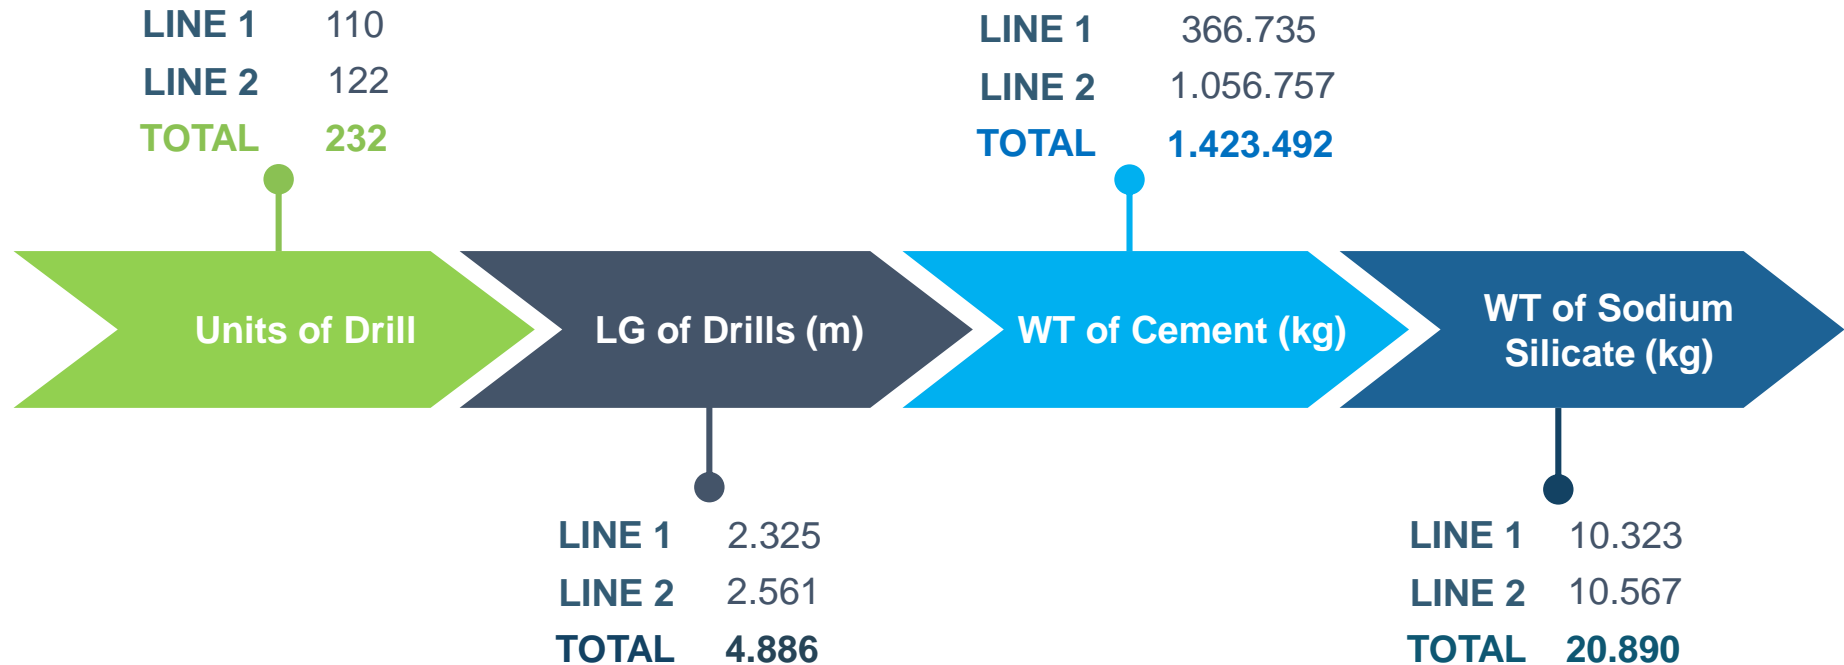 LINE 1 110
LINE 2 122
TOTAL 232
LINE 1 366.735
LINE 2 1.056.757
TOTAL 1.423.492
Units of Drill
LG of Drills (m)
WT of Cement (kg)
WT of Sodium
Silicate (kg)
LINE 1 2.325
LINE 2 2.561
TOTAL 4.886
LINE 1 10.323
LINE 2 10.567
TOTAL 20.890